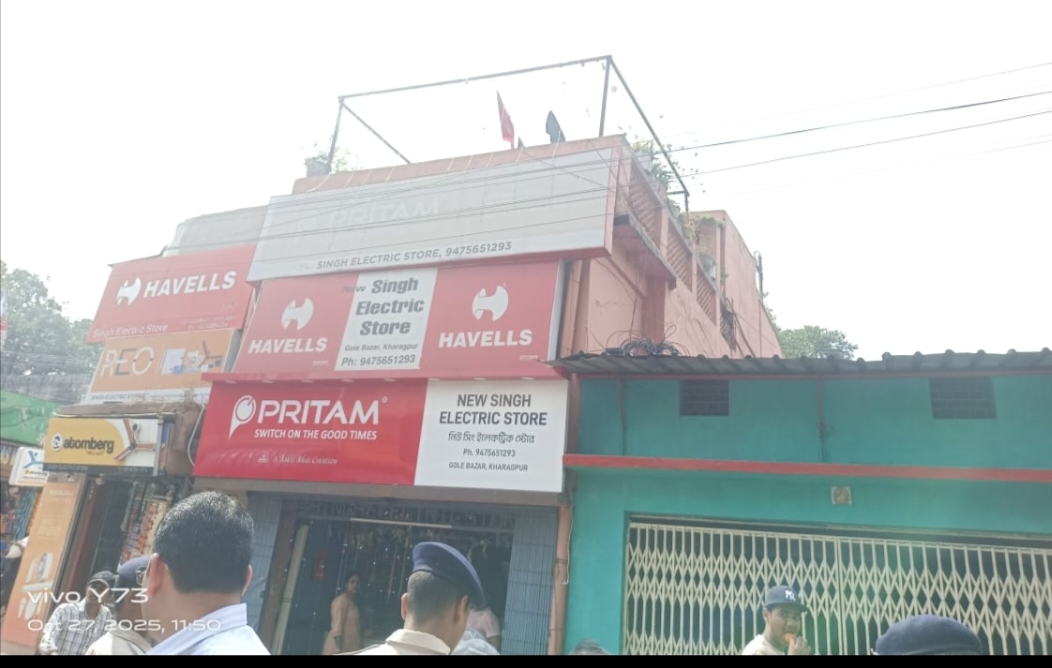 PRITAM
SINGH ELECTRIC STORE, 9475651293
HAVELLS
Singh Electric Store
HAVELLS
New Singh
Electric
Store
Gole Bazar, Kharagpur
Ph: 9475651293
HAVELLS
REO
PRITAM
SWITCH ON THE GOOD TIMES
NEW SINGH
ELECTRIC STORE
নিউ সিং ইলেকট্রিক স্টোর
Ph. 9475651293
GOLE BAZAR, KHARAGPUR
atomberg
vivo Y73
Oct 27, 2025, 11:50